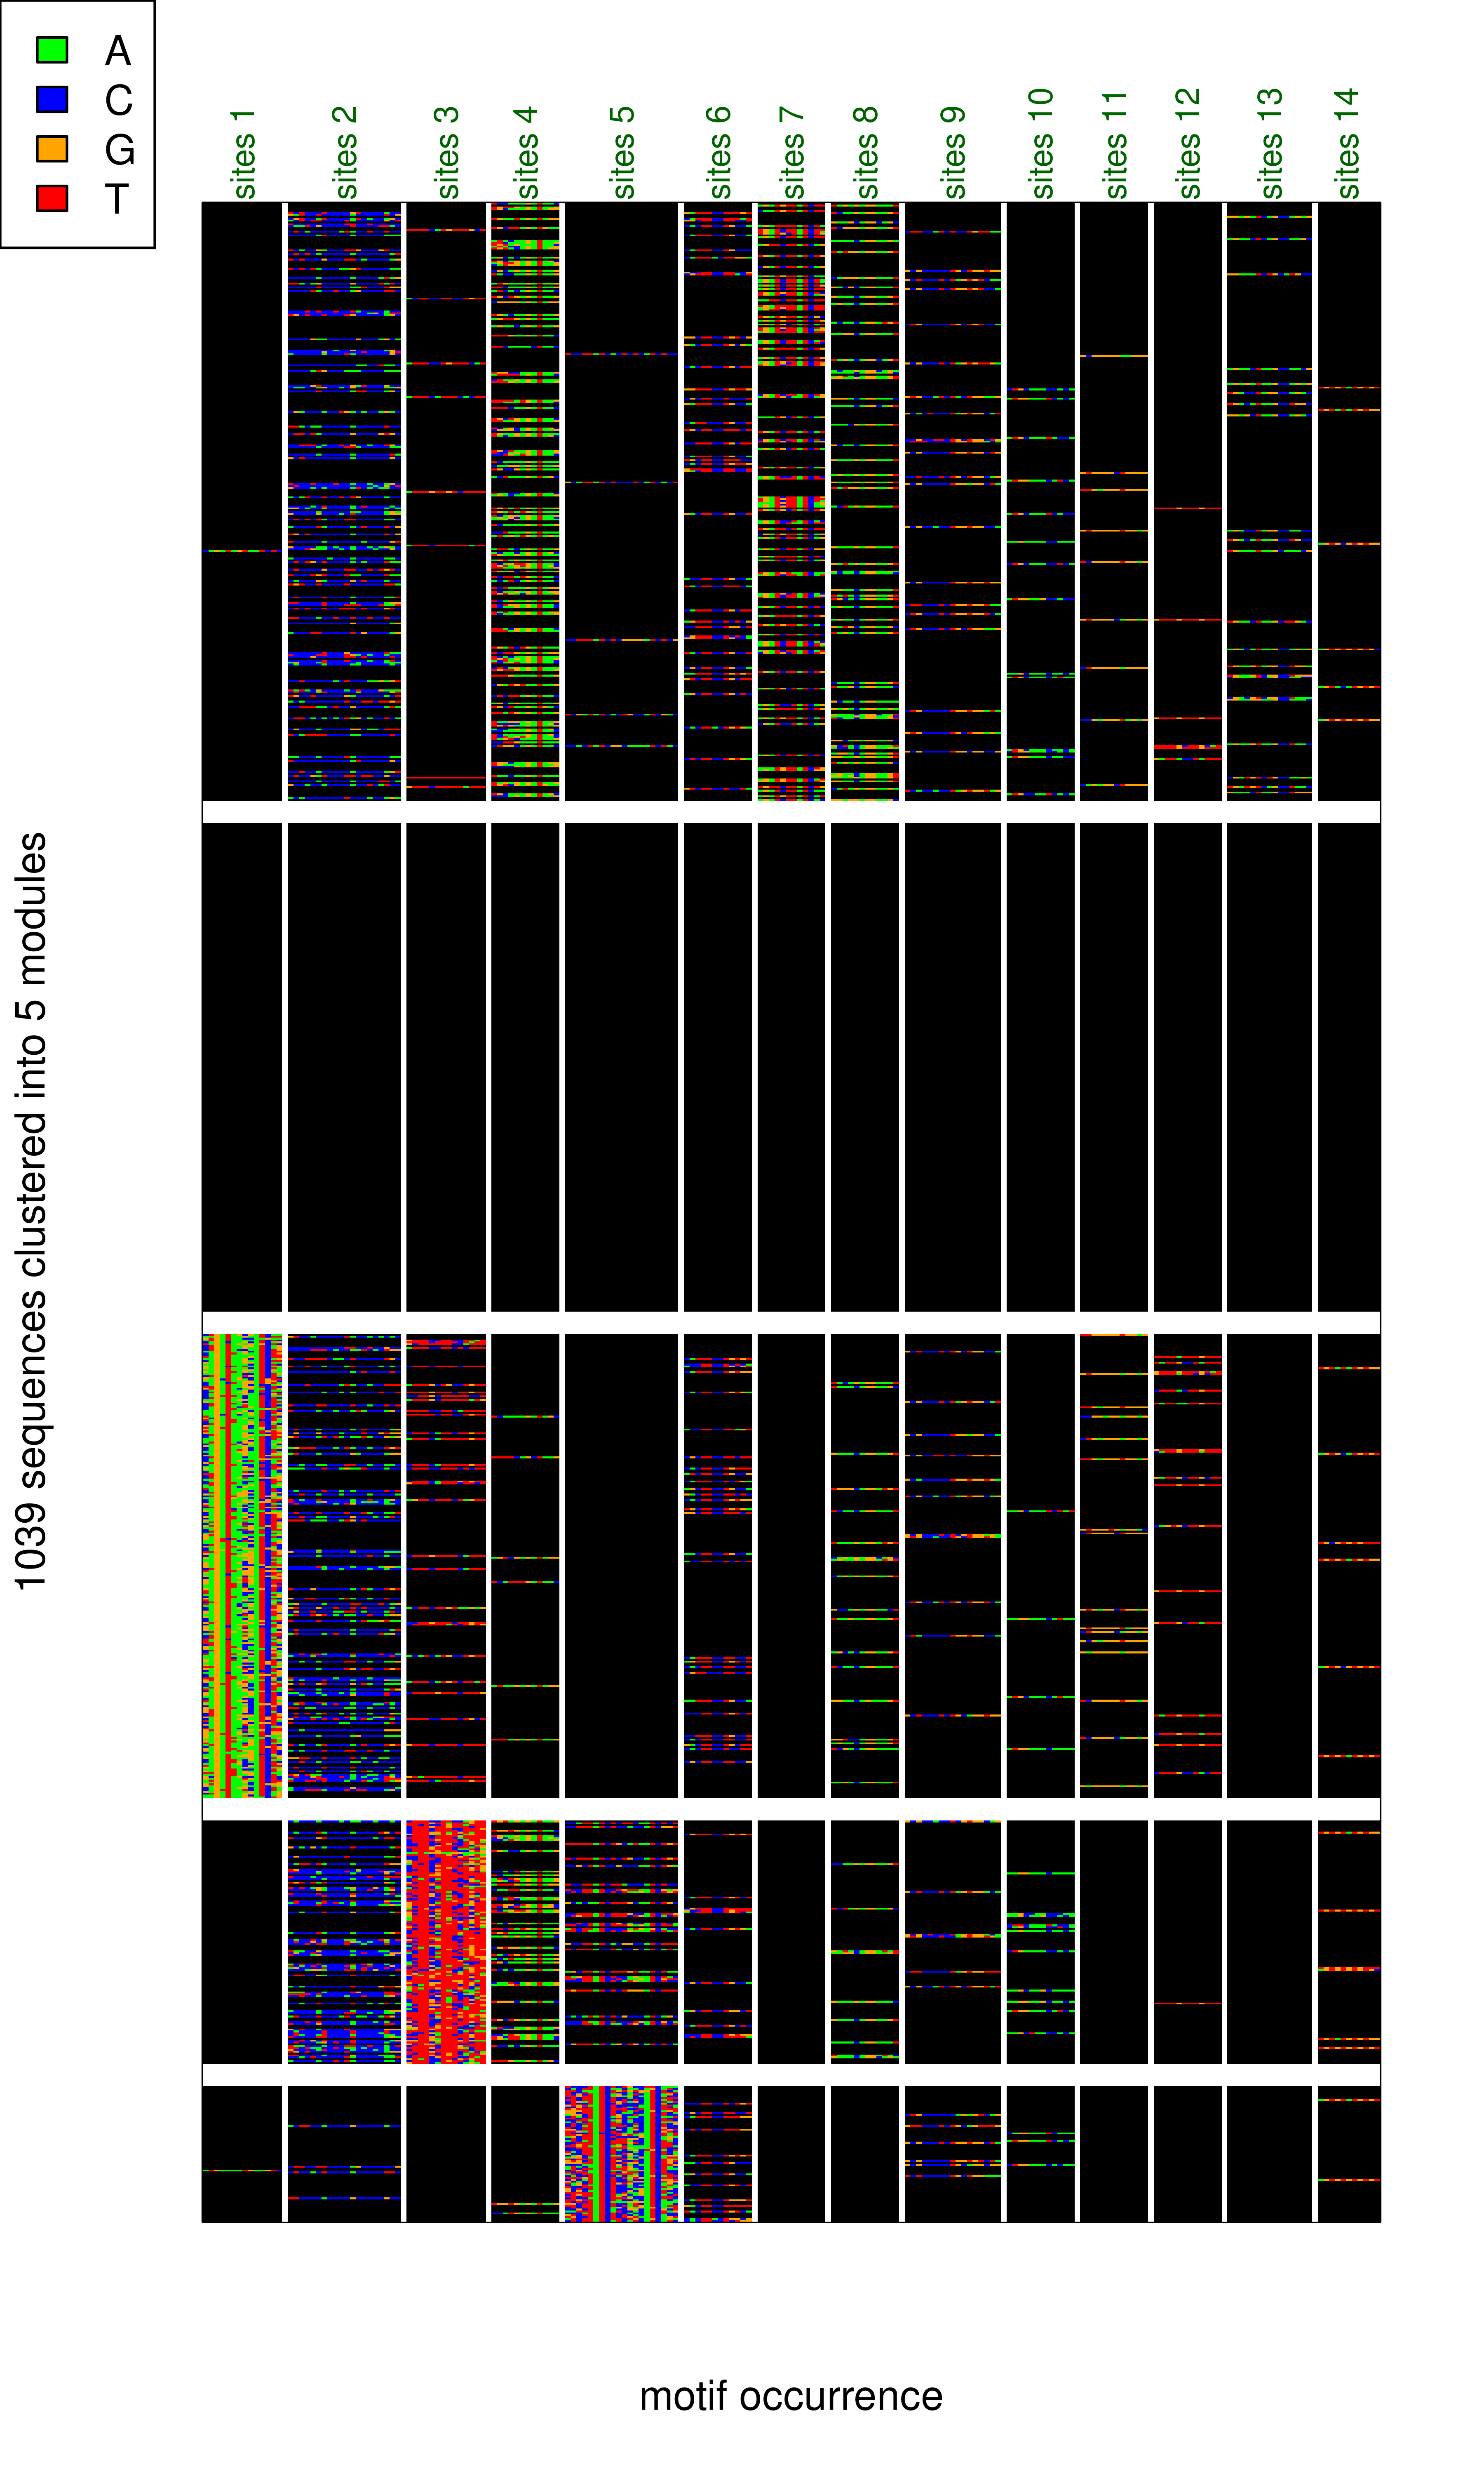 A
C
G
T
sites 1
sites 2
sites 3
sites 4
sites 5
sites 6
sites 7
sites 8
sites 9
sites 10
sites 11
sites 12
sites 13
sites 14
1039 sequences clustered into 5 modules
motif occurrence